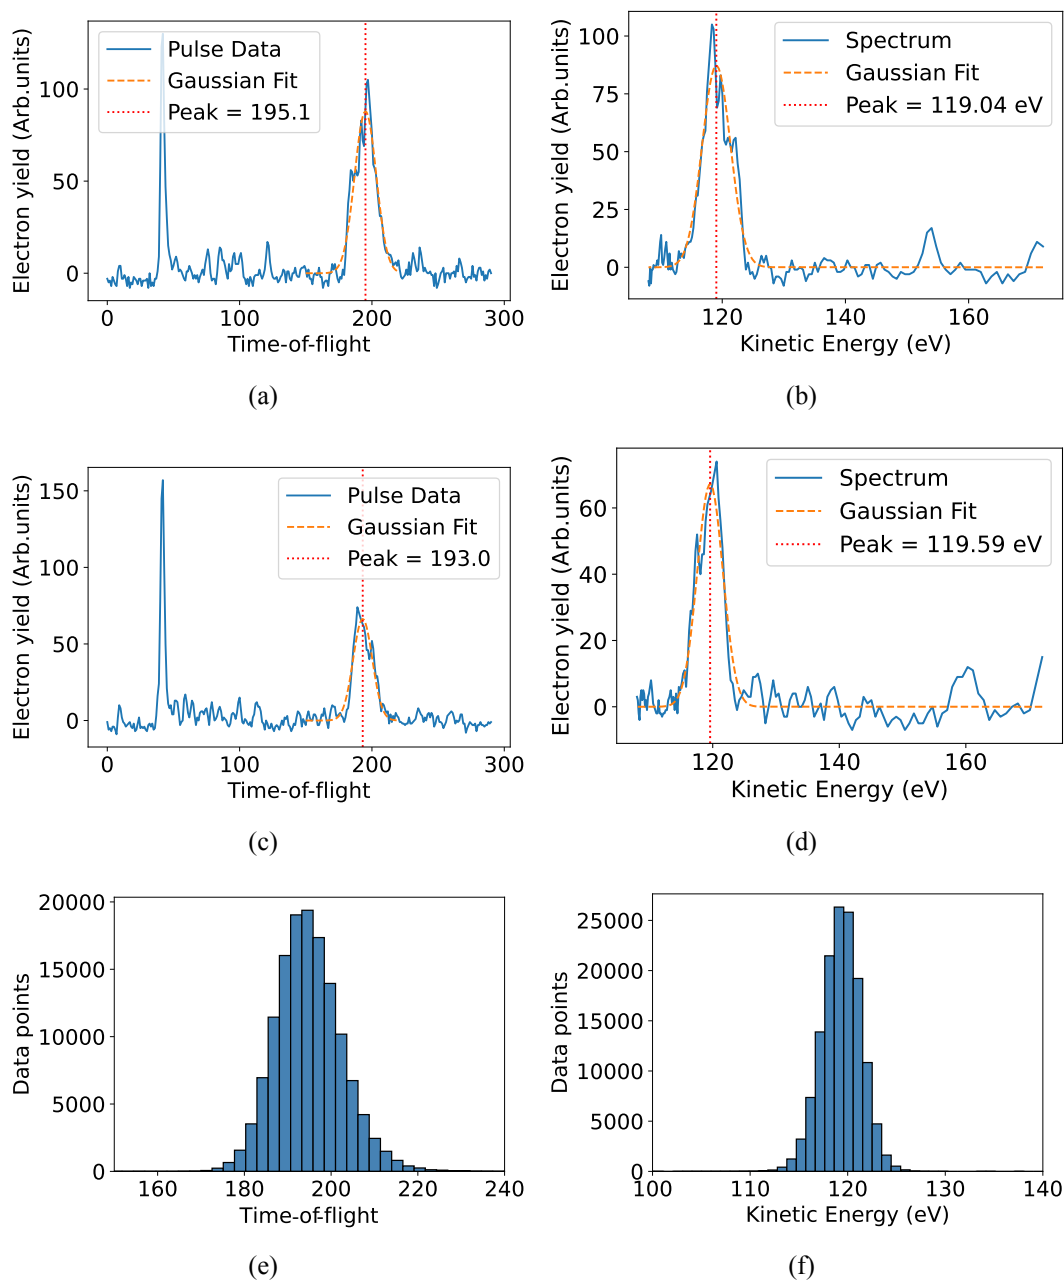 Electron yield (Arb.units)
100
50
0
Pulse Data
Gaussian Fit
Peak = 195.1
0
100
200
300
Time-of-flight
(a)
Electron yield (Arb.units)
100
75
50
25
0
Spectrum
Gaussian Fit
Peak = 119.04 eV
120
140
160
Kinetic Energy (eV)
(b)
Electron yield (Arb.units)
150
100
50
0
Pulse Data
Gaussian Fit
Peak = 193.0
0
100
200
300
Time-of-flight
(c)
Electron yield (Arb.units)
60
40
20
0
Spectrum
Gaussian Fit
Peak = 119.59 eV
120
140
160
Kinetic Energy (eV)
(d)
Data points
20000
15000
10000
5000
0
160
180
200
220
240
Time-of-flight
(e)
Data points
25000
20000
15000
10000
5000
0
100
110
120
130
140
Kinetic Energy (eV)
(f)